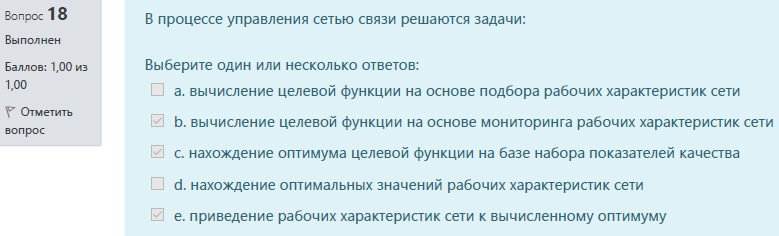 Вопрос 18
Выполнен
Баллов: 1,00 из
1,00
Отметить
вопрос
В процессе управления сетью связи решаются задачи:
Выберите один или несколько ответов:
a. вычисление целевой функции на основе подбора рабочих характеристик сети
b. вычисление целевой функции на основе мониторинга рабочих характеристик сети
c. нахождение оптимума целевой функции на базе набора показателей качества
d. нахождение оптимальных значений рабочих характеристик сети
e. приведение рабочих характеристик сети к вычисленному оптимуму